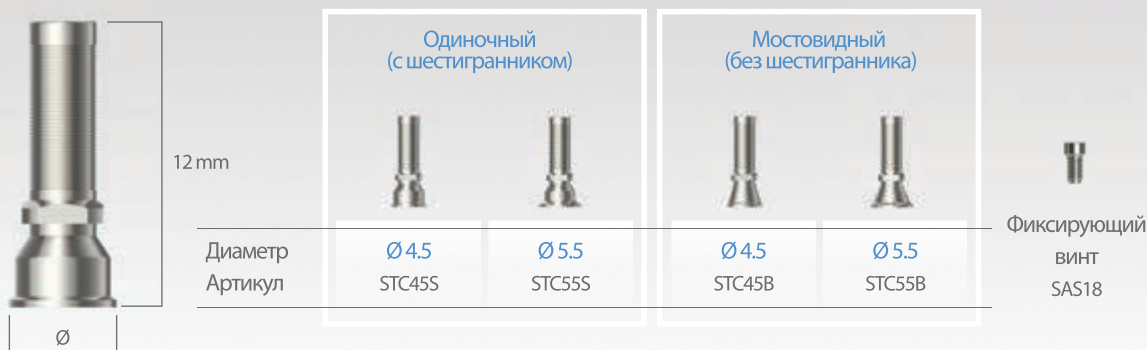 Одиночный
(с шестигранником)
Мостовидный
(без шестигранника)
12 mm
Диаметр Ø 4.5 Ø 5.5 Ø 4.5 Ø 5.5
Артикул STC45S STC55S STC45B STC55B
Фиксирующий
винт
SAS18
Ø